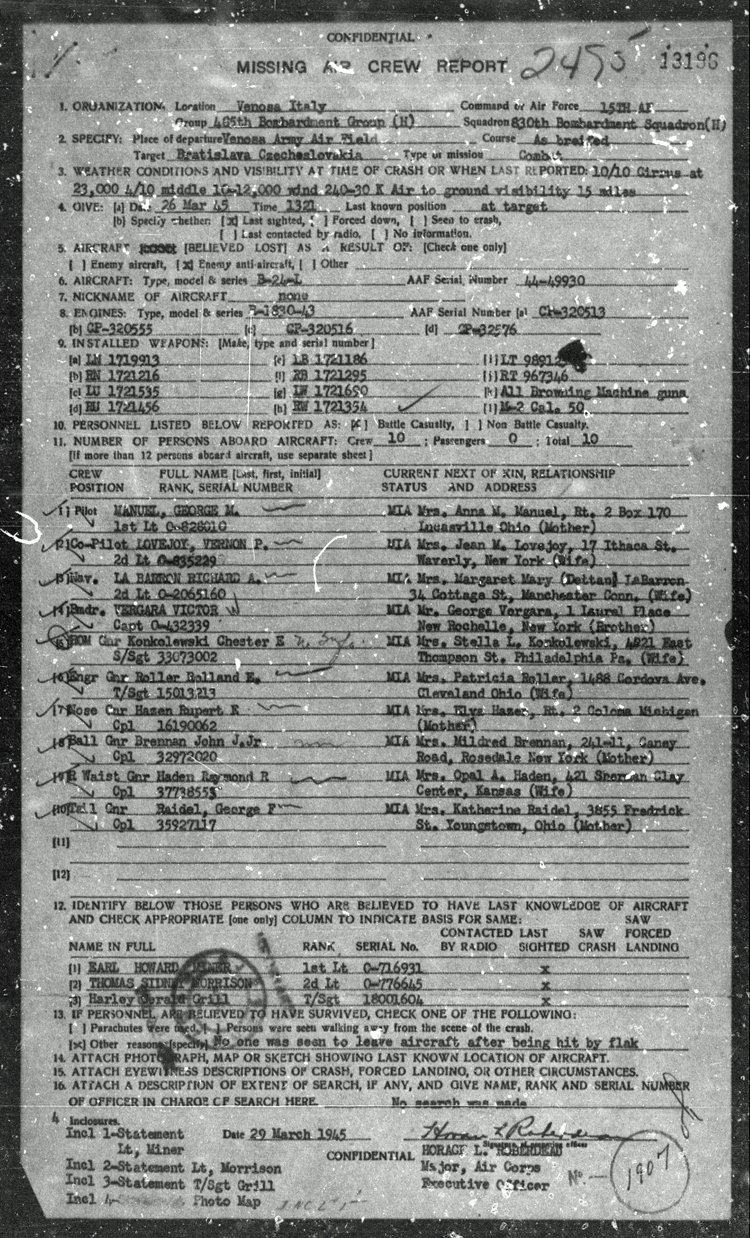 CONFIDENTIAL
MISSING AIR CREW REPORT 2495 13196
1. ORGANIZATION: Location Venosa Italy Command or Air Force 15TH AF
Group 485th Bombardment Group (H) Squadron 830th Bombardment Squadron(H)
2. SPECIFY: Place of departure Venosa Army Air Field Course As breifed
Target Bratislava Czecheslovakia Type of mission Combat
3. WEATHER CONDITIONS AND VISIBILITY AT TIME OF CRASH OR WHEN LAST REPORTED: 10/10 Cirrus at
23,000 4/10 middle 10-12,000 wind 240-30 K Air to ground visibility 15 miles
4. GIVE: [a] Date 26 Mar 45 Time 1321 Last known position at target
[b] Specify whether: [x] Last sighted, [ ] Forced down, [ ] Seen to crash,
[ ] Last contacted by radio, [ ] No information.
5. AIRCRAFT [BELIEVED LOST] AS A RESULT OF: [Check one only]
[ ] Enemy aircraft, [x] Enemy anti-aircraft, [ ] Other
6. AIRCRAFT: Type, model & series B-24-L AAF Serial Number 44-49930
7. NICKNAME OF AIRCRAFT none
8. ENGINES: Type, model & series R-1830-43 AAF Serial Number [a] CP-320513
[b] CP-320555 [c] CP-320516 [d] CP-32576
9. INSTALLED WEAPONS: [Make, type and serial number]
[a] LN 1719913 [e] LB 1721186 [i] LT 98912
[b] RN 1721216 [f] RB 1721295 [j] RT 967346
[c] LU 1721535 [g] LW 1721690 [k] All Browning Machine guns
[d] RU 1721456 [h] RW 1721354 [l] M-2 Cal. 50
10. PERSONNEL LISTED BELOW REPORTED AS: [x] Battle Casualty, [ ] Non Battle Casualty.
11. NUMBER OF PERSONS ABOARD AIRCRAFT: Crew 10 ; Passengers 0 ; Total 10
[If more than 12 persons aboard aircraft, use separate sheet]
CREW FULL NAME [Last, first, initial] CURRENT NEXT OF KIN, RELATIONSHIP
POSITION RANK, SERIAL NUMBER STATUS AND ADDRESS
[1] Pilot MANUEL, GEORGE M. MIA Mrs. Anna M. Manuel, Rt. 2 Box 170
1st Lt O-828010 Lucasville Ohio (Mother)
[2] Co-Pilot LOVEJOY, VERNON P. MIA Mrs. Jean M. Lovejoy, 17 Ithaca St.
2d Lt O-835229 Waverly, New York (Wife)
[3] Nav. LA BARRON RICHARD A. MIA Mrs. Margaret Mary (Dettan) LaBarron
2d Lt O-2065160 34 Cottage St, Manchester Conn. (Wife)
[4] Bmdr. VERGARA VICTOR W MIA Mr. George Vergara, 1 Laurel Place
Capt O-432339 New Rochelle, New York (Brother)
[5] ROM Gnr Konkolewski Chester E MIA Mrs. Stella L. Konkolewski, 4021 East
S/Sgt 33073002 Thompson St. Philadelphia Pa. (Wife)
[6] Engr Gnr Roller Rolland E. MIA Mrs. Patricia Roller, 1488 Cordova Ave.
T/Sgt 15013213 Cleveland Ohio (Wife)
[7] Nose Gnr Hazen Rupert E MIA Mrs. Elya Hazen, Rt. 2 Coloma Michigan
Cpl 16190062 (Mother)
[8] Ball Gnr Brennan John J.Jr MIA Mrs. Mildred Brennan, 241-11, Caney
Cpl 32972020 Road, Rosedale New York (Mother)
[9] R Waist Gnr Haden Raymond R MIA Mrs. Opal A. Haden, 421 Sherman Clay
Cpl 37738553 Center, Kansas (Wife)
[10] Tail Gnr Raidel, George F MIA Mrs. Katherine Raidel, 3855 Fredrick
Cpl 35927117 St. Youngstown, Ohio (Mother)
[11]
[12]
12. IDENTIFY BELOW THOSE PERSONS WHO ARE BELIEVED TO HAVE LAST KNOWLEDGE OF AIRCRAFT
AND CHECK APPROPRIATE [one only] COLUMN TO INDICATE BASIS FOR SAME: SAW
CONTACTED LAST SAW FORCED
NAME IN FULL RANK, SERIAL No. BY RADIO SIGHTED CRASH LANDING
[1] EARL HOWARD MINER 1st Lt O-716931 x
[2] THOMAS SIDNEY MORRISON 2d Lt O-776645 x
[3] Harley Gerald Grill T/Sgt 18001604 x
13. IF PERSONNEL ARE BELIEVED TO HAVE SURVIVED, CHECK ONE OF THE FOLLOWING:
[ ] Parachutes were used, [ ] Persons were seen walking away from the scene of the crash.
[x] Other reasons [specify] No one was seen to leave aircraft after being hit by flak
14. ATTACH PHOTOGRAPH, MAP OR SKETCH SHOWING LAST KNOWN LOCATION OF AIRCRAFT.
15. ATTACH EYEWITNESS DESCRIPTIONS OF CRASH, FORCED LANDING, OR OTHER CIRCUMSTANCES.
16. ATTACH A DESCRIPTION OF EXTENT OF SEARCH, IF ANY, AND GIVE NAME, RANK AND SERIAL NUMBER
OF OFFICER IN CHARGE OF SEARCH HERE. No search was made
4 Inclosures.
Incl 1-Statement Date 29 March 1945 Horace L Roberdeau
Lt, Miner CONFIDENTIAL HORACE L. ROBERDEAU
Incl 2-Statement Lt, Morrison Major, Air Corps
Incl 3-Statement T/Sgt Grill Executive Officer No. — 1907
Incl 4- Photo Map INCL 1